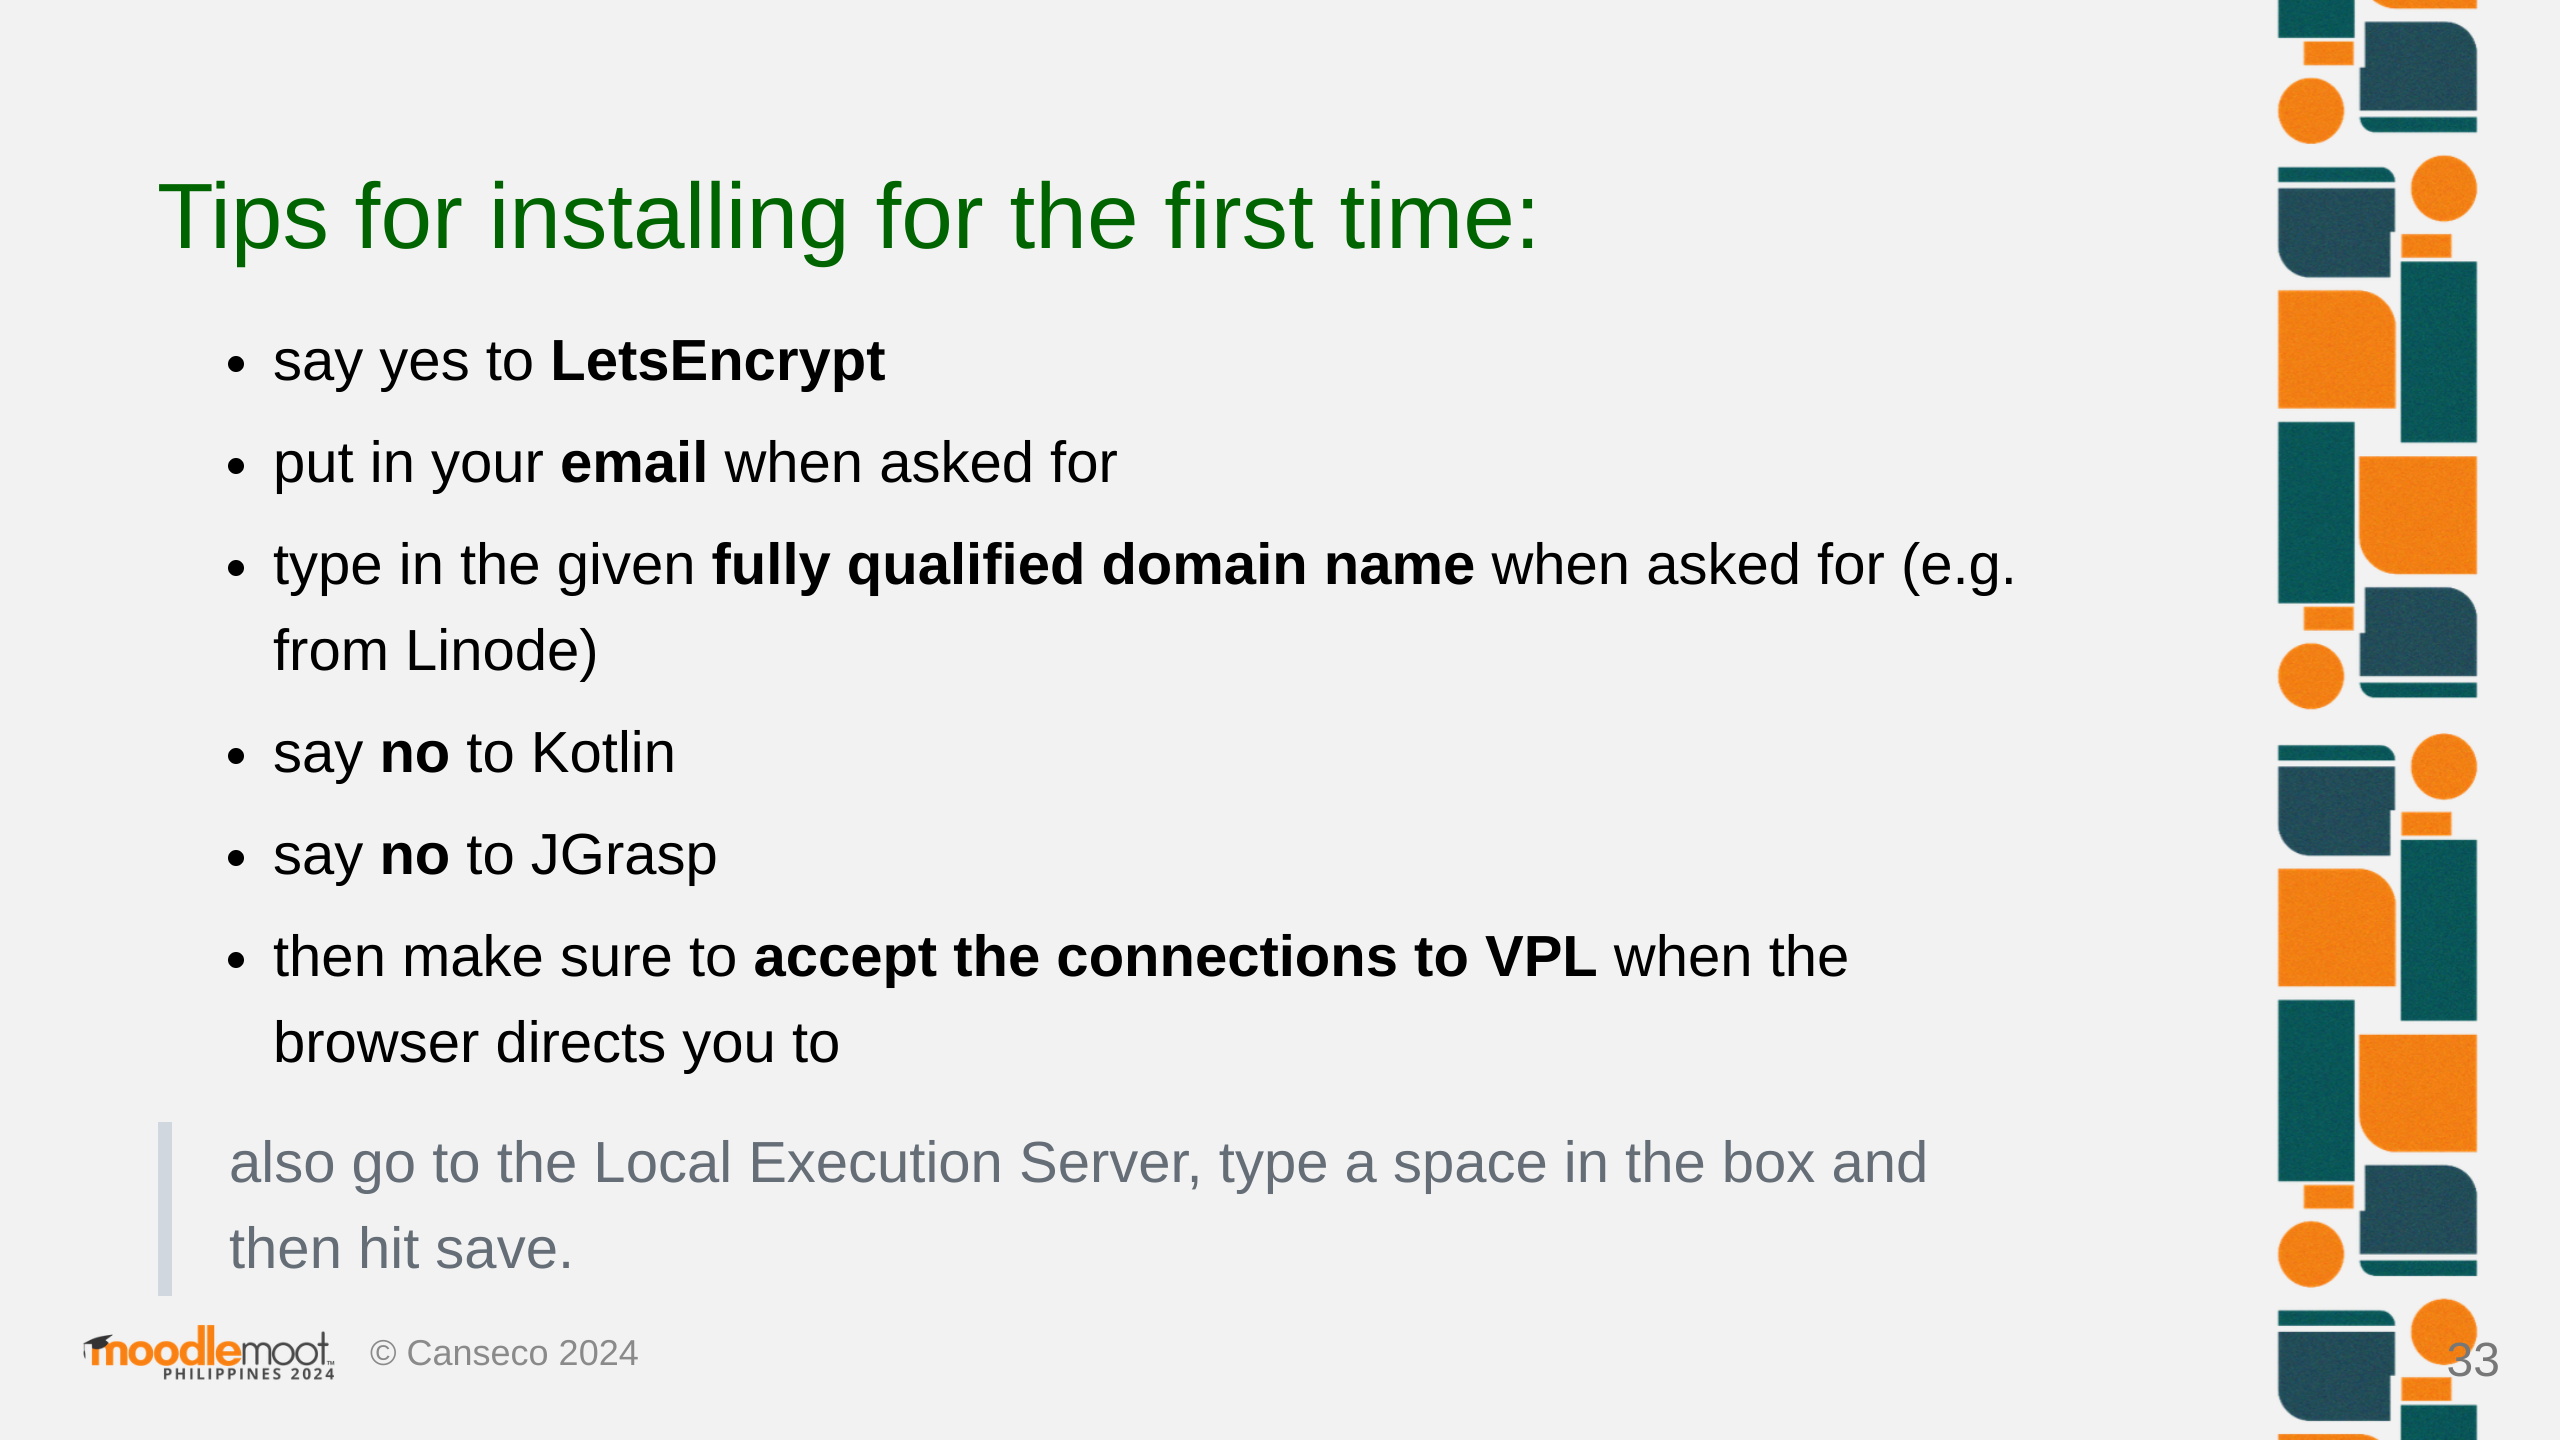 Tips for installing for the first time:
• say yes to LetsEncrypt
• put in your email when asked for
• type in the given fully qualified domain name when asked for (e.g.
from Linode)
• say no to Kotlin
• say no to JGrasp
• then make sure to accept the connections to VPL when the
browser directs you to
also go to the Local Execution Server, type a space in the box and
then hit save.
moodlemoot™
PHILIPPINES 2024
© Canseco 2024
33